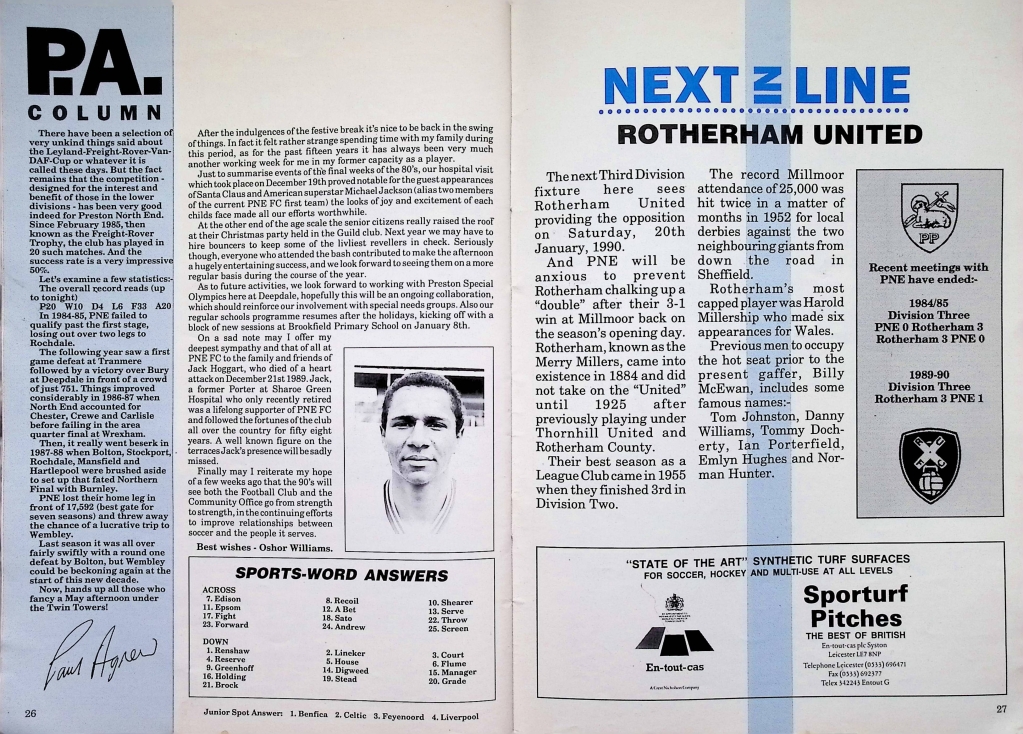 P.A.
COLUMN
There have been a selection of
very unkind things said about
the Leyland-Freight-Rover-Van-
DAF-Cup or whatever it is
called these days. But the fact
remains that the competition -
designed for the interest and
benefit of those in the lower
divisions - has been very good
indeed for Preston North End.
Since February 1985, then
known as the Freight-Rover
Trophy, the club has played in
20 such matches. And the
success rate is a very impressive
50%.
Let's examine a few statistics:-
The overall record reads (up
to tonight)
P20 W10 D4 L6 F33 A20
In 1984-85, PNE failed to
qualify past the first stage,
losing out over two legs to
Rochdale.
The following year saw a first
game defeat at Tranmere
followed by a victory over Bury
at Deepdale in front of a crowd
of just 751. Things improved
considerably in 1986-87 when
North End accounted for
Chester, Crewe and Carlisle
before failing in the area
quarter final at Wrexham.
Then, it really went beserk in
1987-88 when Bolton, Stockport,
Rochdale, Mansfield and
Hartlepool were brushed aside
to set up that fated Northern
Final with Burnley.
PNE lost their home leg in
front of 17,592 (best gate for
seven seasons) and threw away
the chance of a lucrative trip to
Wembley.
Last season it was all over
fairly swiftly with a round one
defeat by Bolton, but Wembley
could be beckoning again at the
start of this new decade.
Now, hands up all those who
fancy a May afternoon under
the Twin Towers!
Paul Agnew
26
After the indulgences of the festive break it's nice to be back in the swing
of things. In fact it felt rather strange spending time with my family during
this period, as for the past fifteen years it has always been very much
another working week for me in my former capacity as a player.
Just to summarise events of the final weeks of the 80's, our hospital visit
which took place on December 19th proved notable for the guest appearances
of Santa Claus and American superstar Michael Jackson (alias two members
of the current PNE FC first team) the looks of joy and excitement of each
childs face made all our efforts worthwhile.
At the other end of the age scale the senior citizens really raised the roof
at their Christmas party held in the Guild club. Next year we may have to
hire bouncers to keep some of the livliest revellers in check. Seriously
though, everyone who attended the bash contributed to make the afternoon
a hugely entertaining success, and we look forward to seeing them on a more
regular basis during the course of the year.
As to future activities, we look forward to working with Preston Special
Olympics here at Deepdale, hopefully this will be an ongoing collaboration,
which should reinforce our involvement with special needs groups. Also our
regular schools programme resumes after the holidays, kicking off with a
block of new sessions at Brookfield Primary School on January 8th.
On a sad note may I offer my
deepest sympathy and that of all at
PNE FC to the family and friends of
Jack Hoggart, who died of a heart
attack on December 21st 1989. Jack,
a former Porter at Sharoe Green
Hospital who only recently retired
was a lifelong supporter of PNE FC
and followed the fortunes of the club
all over the country for fifty eight
years. A well known figure on the
terraces Jack's presence will be sadly
missed.
Finally may I reiterate my hope
of a few weeks ago that the 90's will
see both the Football Club and the
Community Office go from strength
to strength, in the continuing efforts
to improve relationships between
soccer and the people it serves.
Best wishes - Oshor Williams.
SPORTS-WORD ANSWERS
ACROSS
7. Edison 8. Recoil 10. Shearer
11. Epsom 12. A Bet 13. Serve
17. Fight 18. Sato 22. Throw
23. Forward 24. Andrew 25. Screen
DOWN
1. Renshaw 2. Lineker 3. Court
4. Reserve 5. House 6. Flume
9. Greenhoff 14. Digweed 15. Manager
16. Holding 19. Stead 20. Grade
21. Brock
Junior Spot Answer: 1. Benfica 2. Celtic 3. Feyenoord 4. Liverpool
NEXT IN LINE
ROTHERHAM UNITED
The next Third Division
fixture here sees
Rotherham United
providing the opposition
on Saturday, 20th
January, 1990.
And PNE will be
anxious to prevent
Rotherham chalking up a
"double" after their 3-1
win at Millmoor back on
the season's opening day.
Rotherham, known as the
Merry Millers, came into
existence in 1884 and did
not take on the "United"
until 1925 after
previously playing under
Thornhill United and
Rotherham County.
Their best season as a
League Club came in 1955
when they finished 3rd in
Division Two.
The record Millmoor
attendance of 25,000 was
hit twice in a matter of
months in 1952 for local
derbies against the two
neighbouring giants from
down the road in
Sheffield.
Rotherham's most
capped player was Harold
Millership who made six
appearances for Wales.
Previous men to occupy
the hot seat prior to the
present gaffer, Billy
McEwan, includes some
famous names:-
Tom Johnston, Danny
Williams, Tommy Doch-
erty, Ian Porterfield,
Emlyn Hughes and Nor-
man Hunter.
PP
Recent meetings with
PNE have ended:-
1984/85
Division Three
PNE 0 Rotherham 3
Rotherham 3 PNE 0
1989-90
Division Three
Rotherham 3 PNE 1
"STATE OF THE ART" SYNTHETIC TURF SURFACES
FOR SOCCER, HOCKEY AND MULTI-USE AT ALL LEVELS
En-tout-cas
Sporturf
Pitches
THE BEST OF BRITISH
En-tout-cas plc Syston
Leicester LE7 8NP
Telephone Leicester (0533) 696471
Fax (0533) 692377
Telex 342243 Entout G
27